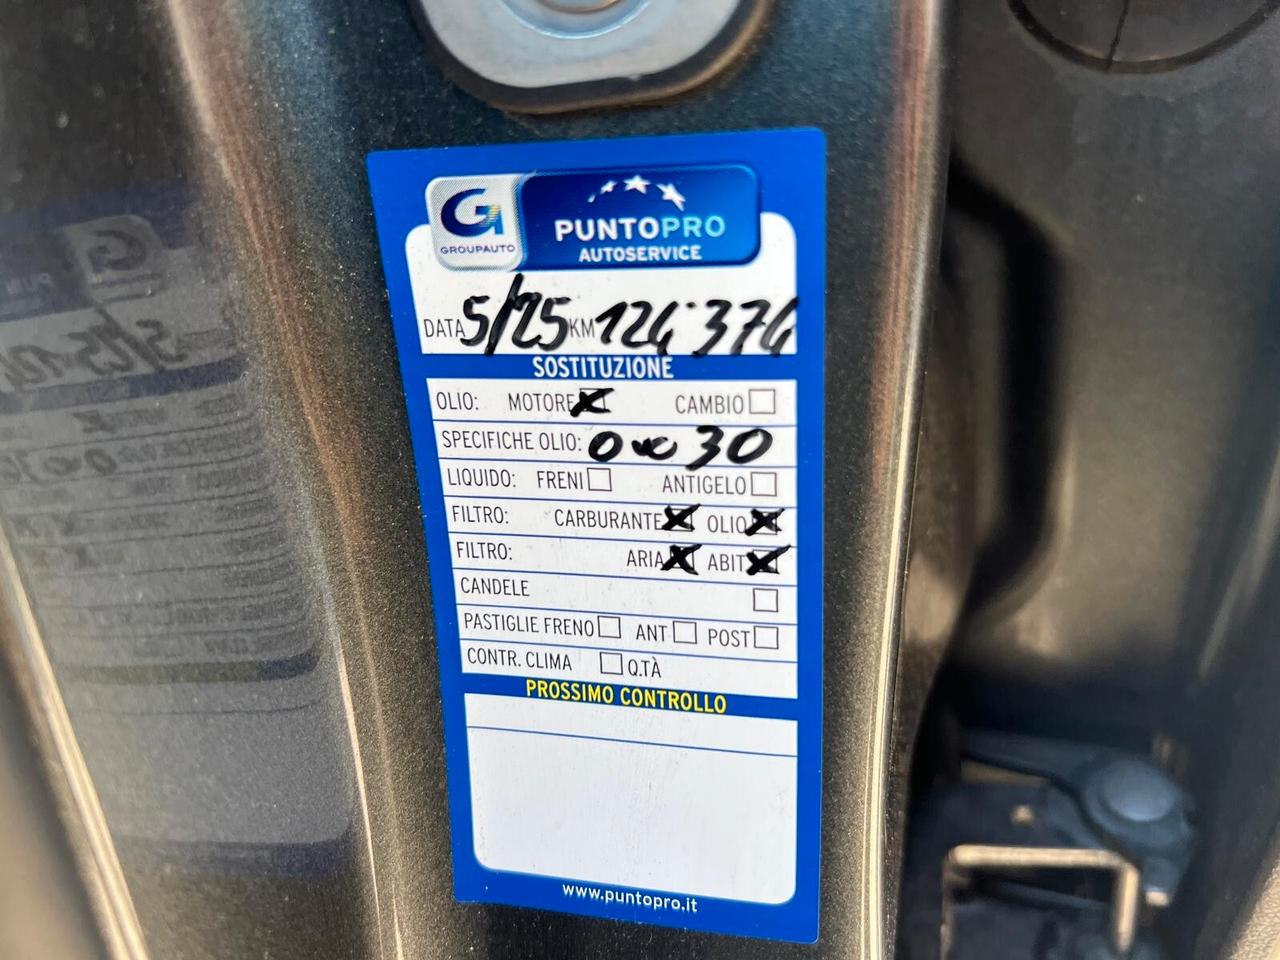 G
GROUPAUTO
PUNTOPRO
AUTOSERVICE
DATA 5/25 KM 124'374
SOSTITUZIONE
OLIO: MOTORE CAMBIO
SPECIFICHE OLIO: 0w30
LIQUIDO: FRENI ANTIGELO
FILTRO: CARBURANTE OLIO
FILTRO: ARIA ABIT
CANDELE
PASTIGLIE FRENO ANT POST
CONTR. CLIMA Q.TÀ
PROSSIMO CONTROLLO
www.puntopro.it